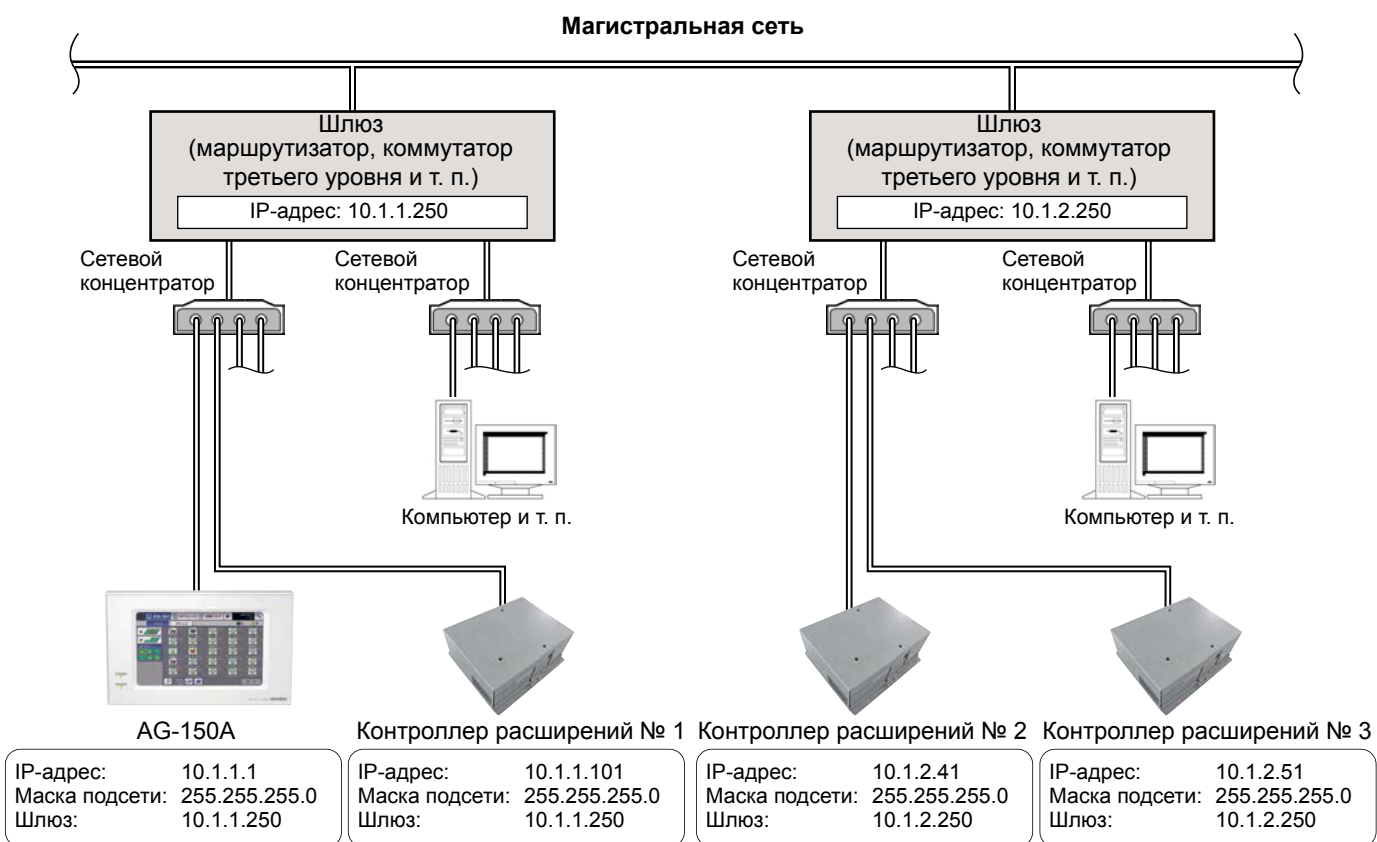 Магистральная сеть
Шлюз
(маршрутизатор, коммутатор
третьего уровня и т. п.)
IP-адрес: 10.1.1.250
Шлюз
(маршрутизатор, коммутатор
третьего уровня и т. п.)
IP-адрес: 10.1.2.250
Сетевой
концентратор
Сетевой
концентратор
Сетевой
концентратор
Сетевой
концентратор
Компьютер и т. п.
Компьютер и т. п.
AG-150A
IP-адрес: 10.1.1.1
Маска подсети: 255.255.255.0
Шлюз: 10.1.1.250
Контроллер расширений № 1
IP-адрес: 10.1.1.101
Маска подсети: 255.255.255.0
Шлюз: 10.1.1.250
Контроллер расширений № 2
IP-адрес: 10.1.2.41
Маска подсети: 255.255.255.0
Шлюз: 10.1.2.250
Контроллер расширений № 3
IP-адрес: 10.1.2.51
Маска подсети: 255.255.255.0
Шлюз: 10.1.2.250